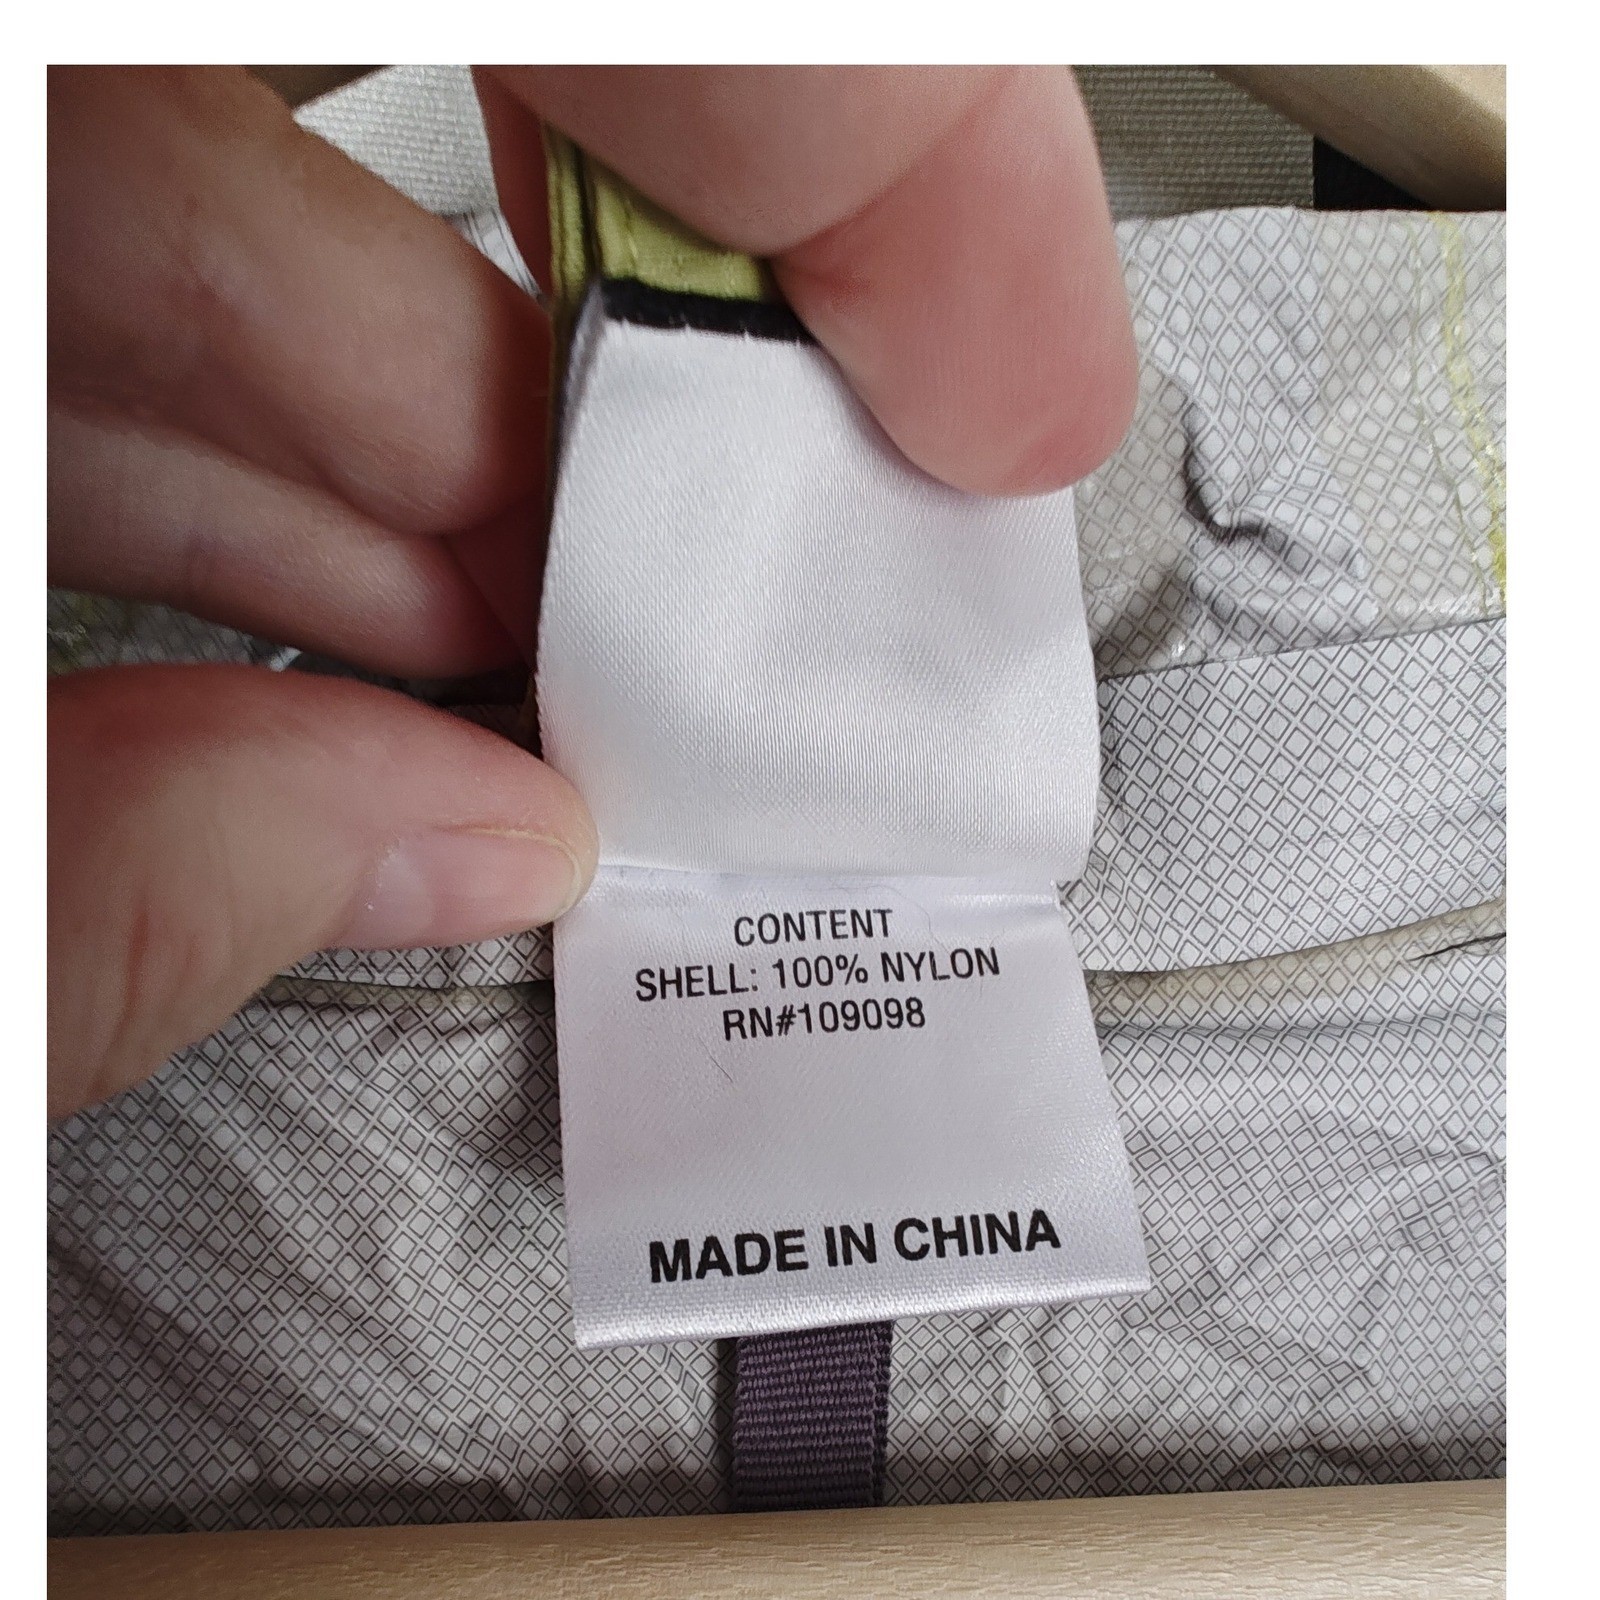 CONTENT
SHELL: 100% NYLON
RN#109098
MADE IN CHINA